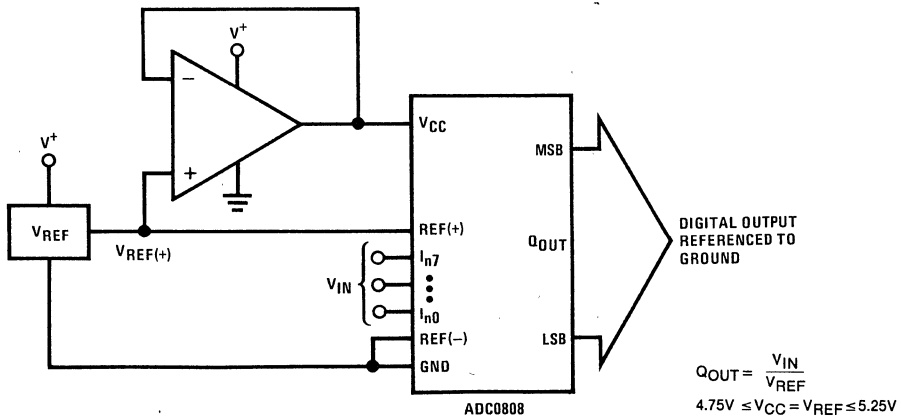 V+
−
V+
+
VREF
VREF(+)
VCC
REF(+)
VIN
In7
In0
REF(−)
GND
MSB
QOUT
LSB
ADC0808
DIGITAL OUTPUT
REFERENCED TO
GROUND
QOUT = VIN / VREF
4.75V ≤ VCC = VREF ≤ 5.25V